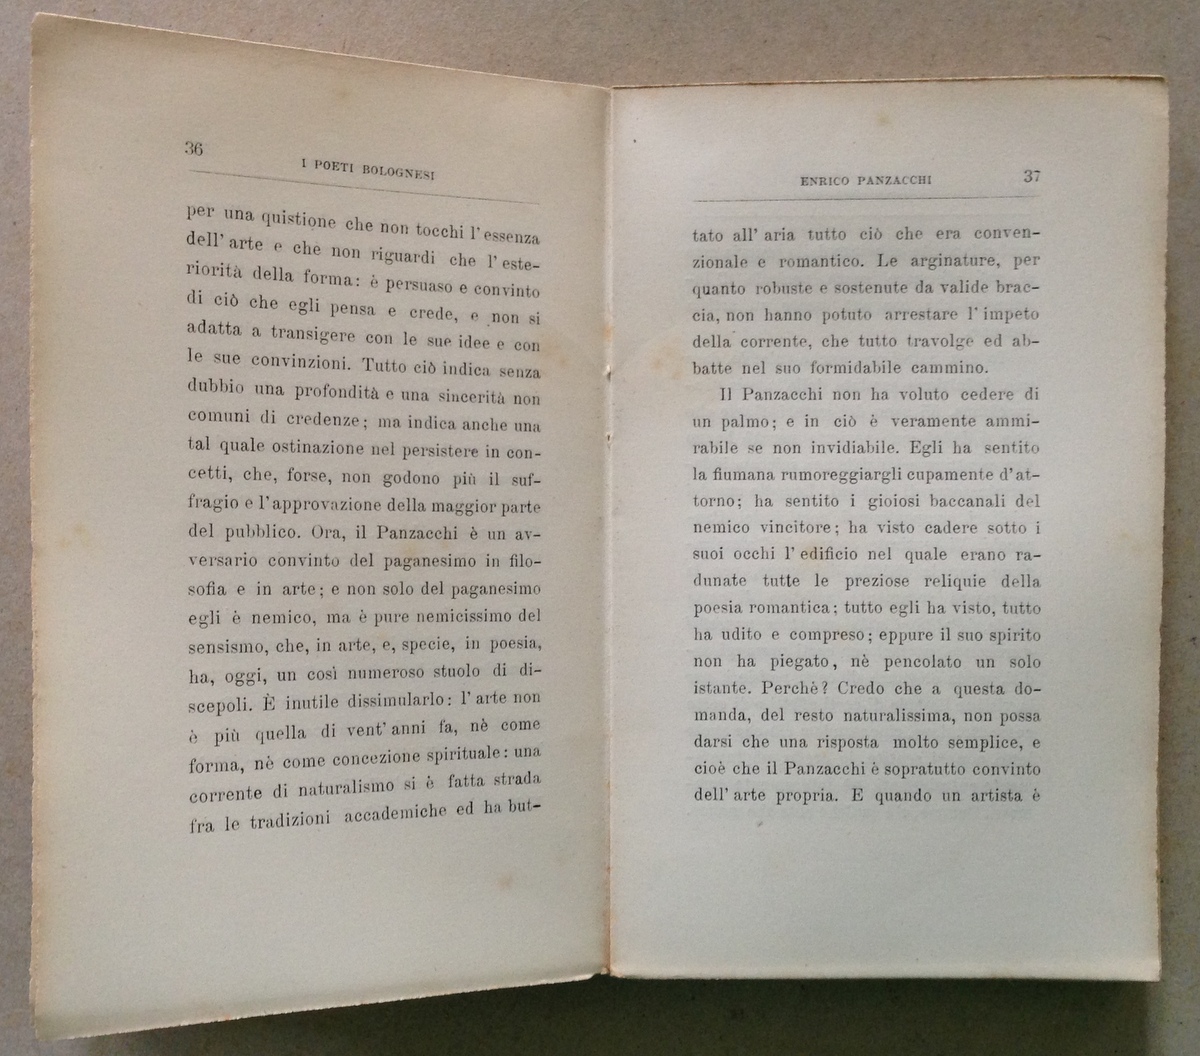 36
I POETI BOLOGNESI
per una quistione che non tocchi l'essenza
dell'arte e che non riguardi che l'este-
riorità della forma: è persuaso e convinto
di ciò che egli pensa e crede, e non si
adatta a transigere con le sue idee e con
le sue convinzioni. Tutto ciò indica senza
dubbio una profondità e una sincerità non
comuni di credenze; ma indica anche una
tal quale ostinazione nel persistere in con-
cetti, che, forse, non godono più il suf-
fragio e l'approvazione della maggior parte
del pubblico. Ora, il Panzacchi è un av-
versario convinto del paganesimo in filo-
sofia e in arte; e non solo del paganesimo
egli è nemico, ma è pure nemicissimo del
sensismo, che, in arte, e, specie, in poesia,
ha, oggi, un così numeroso stuolo di di-
scepoli. È inutile dissimularlo: l'arte non
è più quella di vent'anni fa, nè come
forma, nè come concezione spirituale: una
corrente di naturalismo si è fatta strada
fra le tradizioni accademiche ed ha but-
ENRICO PANZACCHI
37
tato all'aria tutto ciò che era conven-
zionale e romantico. Le arginature, per
quanto robuste e sostenute da valide brac-
cia, non hanno potuto arrestare l'impeto
della corrente, che tutto travolge ed ab-
batte nel suo formidabile cammino.
Il Panzacchi non ha voluto cedere di
un palmo; e in ciò è veramente ammi-
rabile se non invidiabile. Egli ha sentito
la fiumana rumoreggiargli cupamente d'at-
torno; ha sentito i gioiosi baccanali del
nemico vincitore; ha visto cadere sotto i
suoi occhi l'edificio nel quale erano ra-
dunate tutte le preziose reliquie della
poesia romantica; tutto egli ha visto, tutto
ha udito e compreso; eppure il suo spirito
non ha piegato, nè pencolato un solo
istante. Perchè? Credo che a questa do-
manda, del resto naturalissima, non possa
darsi che una risposta molto semplice, e
cioè che il Panzacchi è sopratutto convinto
dell'arte propria. E quando un artista è